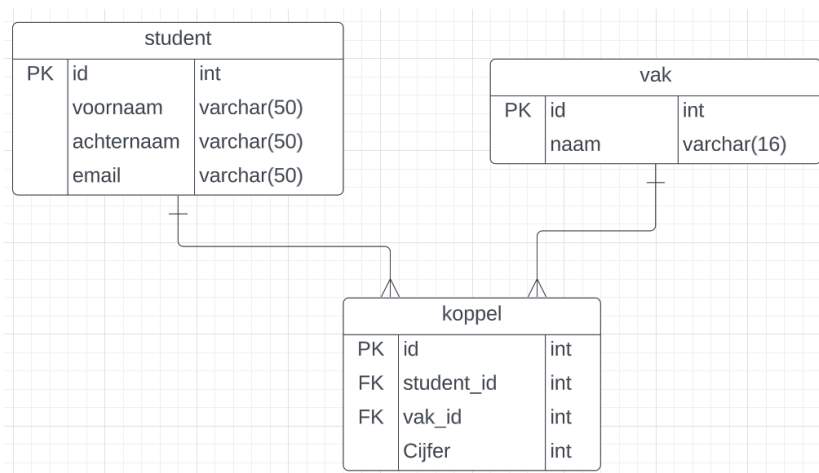 student
PK id int
voornaam varchar(50)
achternaam varchar(50)
email varchar(50)
vak
PK id int
naam varchar(16)
koppel
PK id int
FK student_id int
FK vak_id int
Cijfer int